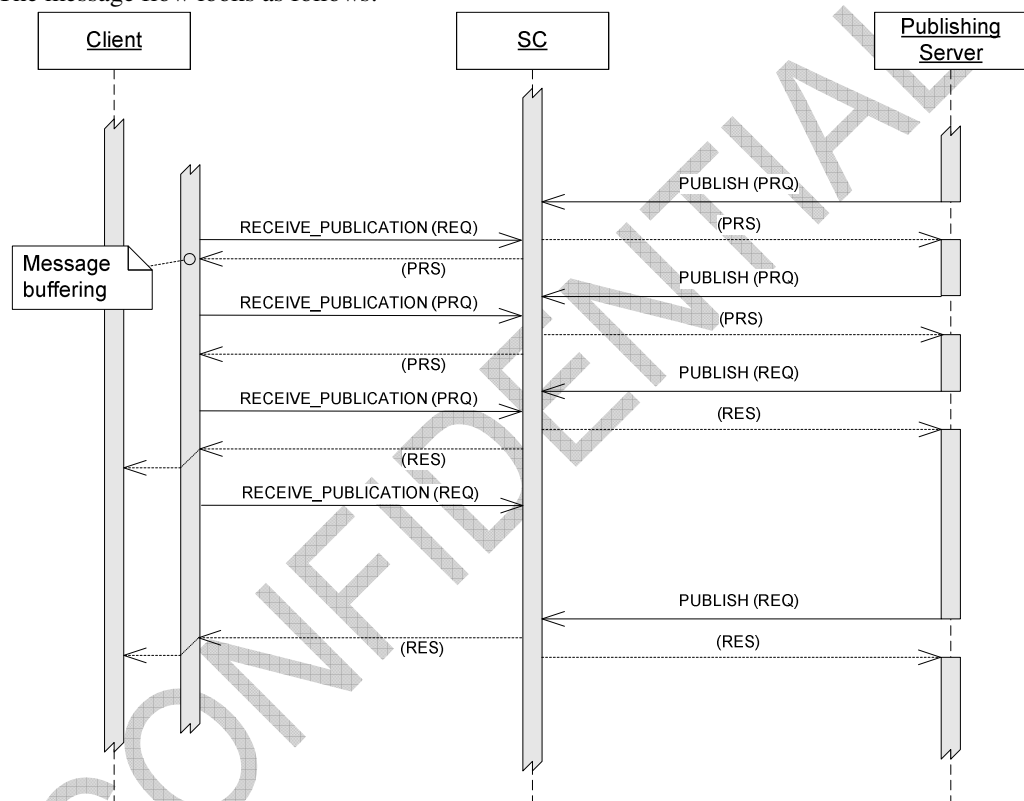 The message flow looks as follows:
Client
SC
Publishing
Server
PUBLISH (PRQ)
RECEIVE_PUBLICATION (REQ)
(PRS)
Message
buffering
(PRS)
PUBLISH (PRQ)
RECEIVE_PUBLICATION (PRQ)
(PRS)
(PRS)
PUBLISH (REQ)
RECEIVE_PUBLICATION (PRQ)
(RES)
(RES)
RECEIVE_PUBLICATION (REQ)
PUBLISH (REQ)
(RES)
(RES)
CONFIDENTIAL